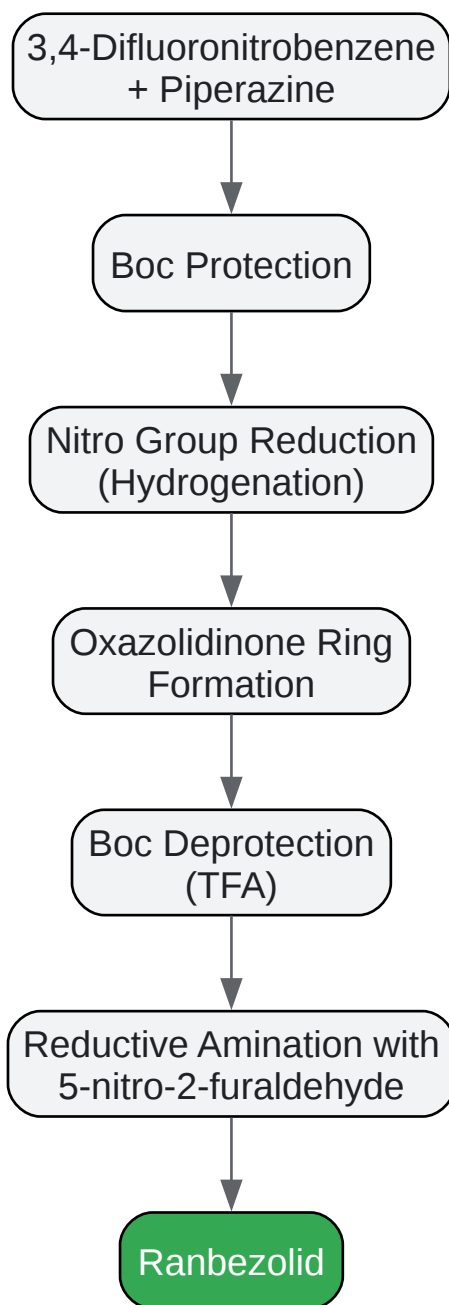 3,4-Difluoronitrobenzene
+ Piperazine
Boc Protection
Nitro Group Reduction
(Hydrogenation)
Oxazolidinone Ring
Formation
Boc Deprotection
(TFA)
Reductive Amination with
5-nitro-2-furaldehyde
Ranbezolid